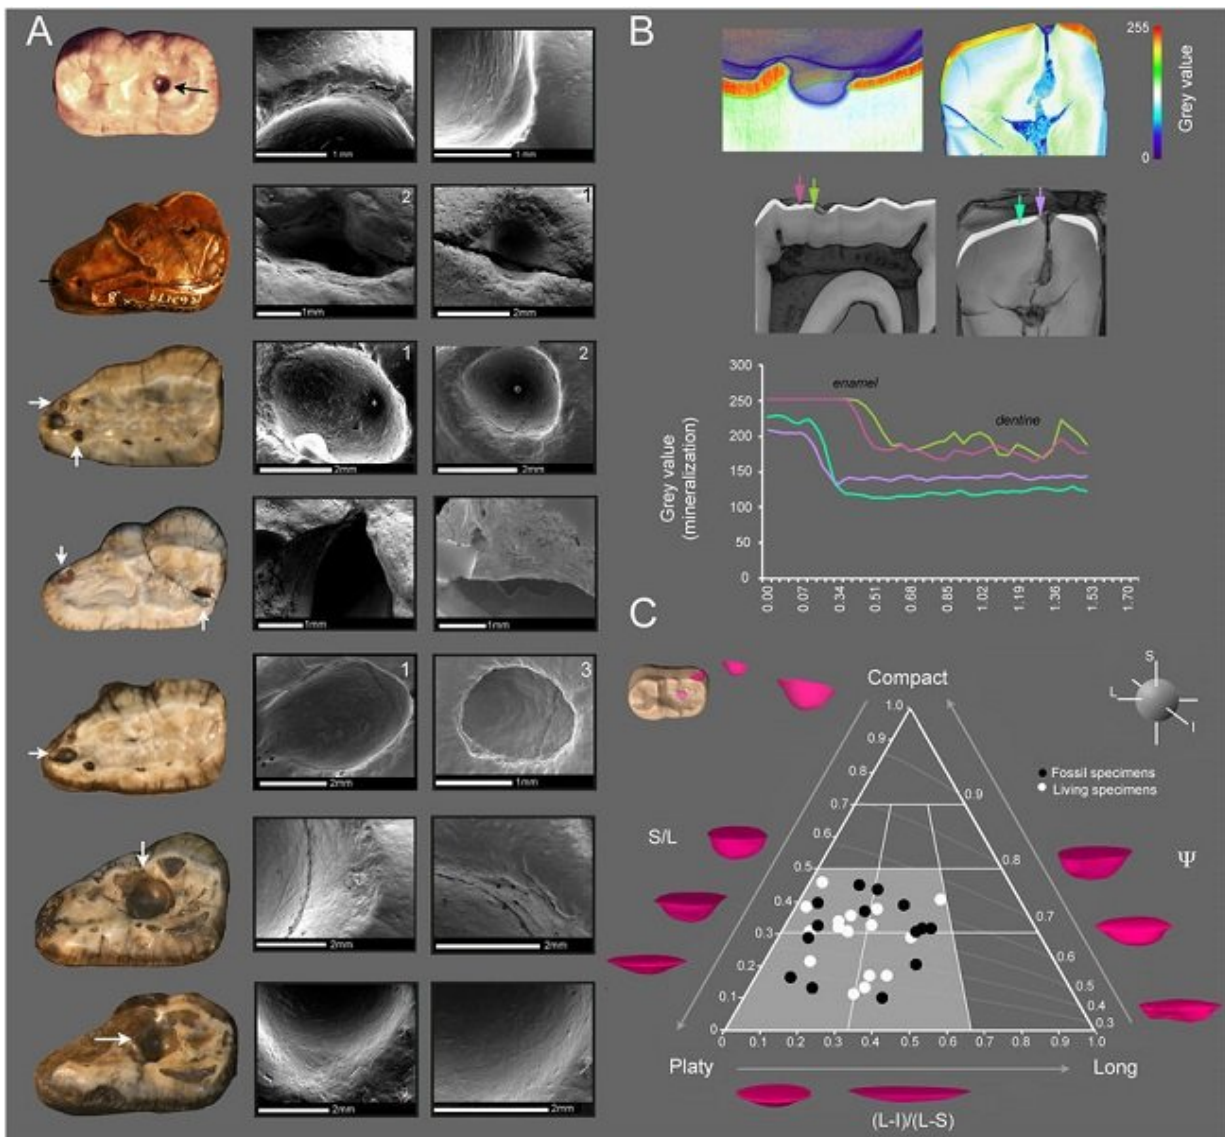 A
1 mm
1 mm
2
1mm
1
2mm
1
2mm
2
2mm
1mm
1mm
1
2mm
3
1mm
2mm
2mm
2mm
2mm
B
255
Grey value
0
300
250
200
150
100
50
0
enamel
dentine
Grey value
(mineralization)
0.00
0.07
0.34
0.51
0.68
0.85
1.02
1.19
1.36
1.53
1.70
C
Compact
S
L
I
Fossil specimens
Living specimens
S/L
Ψ
1.0
0.9
0.8
0.7
0.6
0.5
0.4
0.3
0.2
0.1
0
0.9
0.8
0.7
0.6
0.5
0.4
0.3
0 0.1 0.2 0.3 0.4 0.5 0.6 0.7 0.8 0.9 1.0
Platy
Long
(L-I)/(L-S)